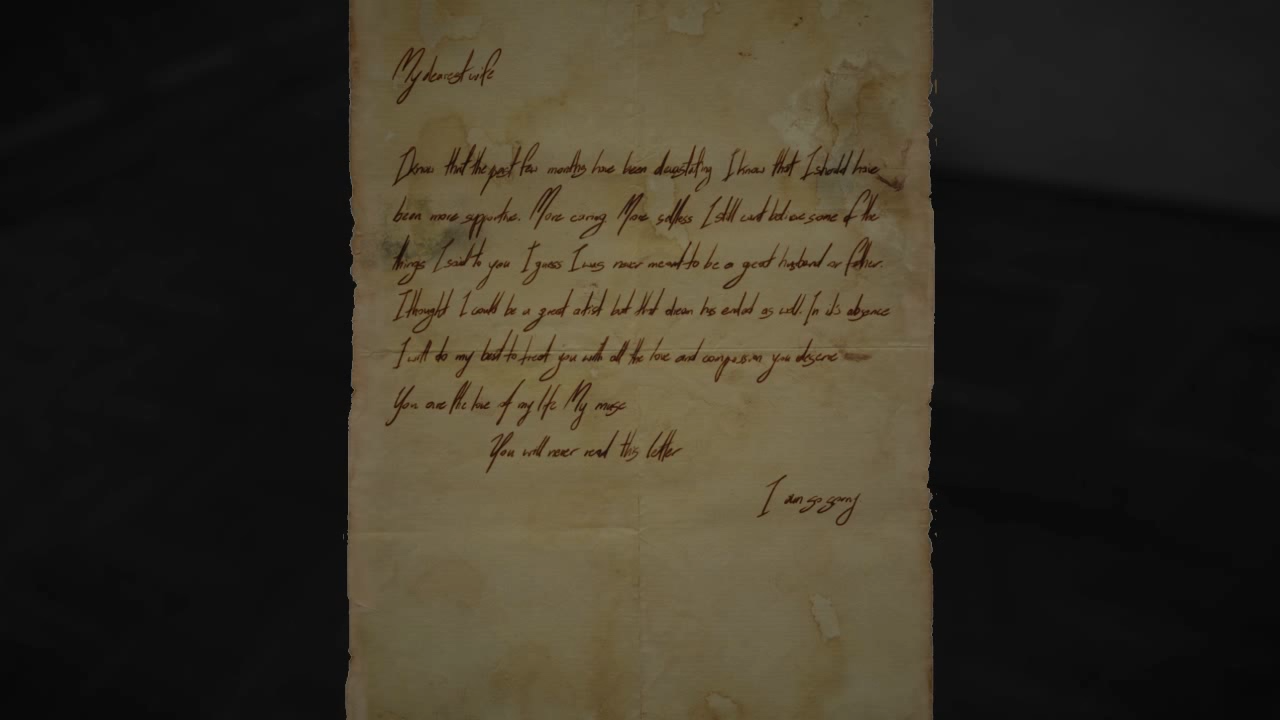 My dearest wife
I know that the past few months have been devastating I know that I should have
been more supportive. More caring More selfless I still can't believe some of the
things I said to you I guess I was never meant to be a great husband or father.
I thought I could be a great artist but that dream has ended as well. In its absence
I will do my best to treat you with all the love and compassion you deserve
You are the love of my life My muse
You will never read this letter
I am so sorry